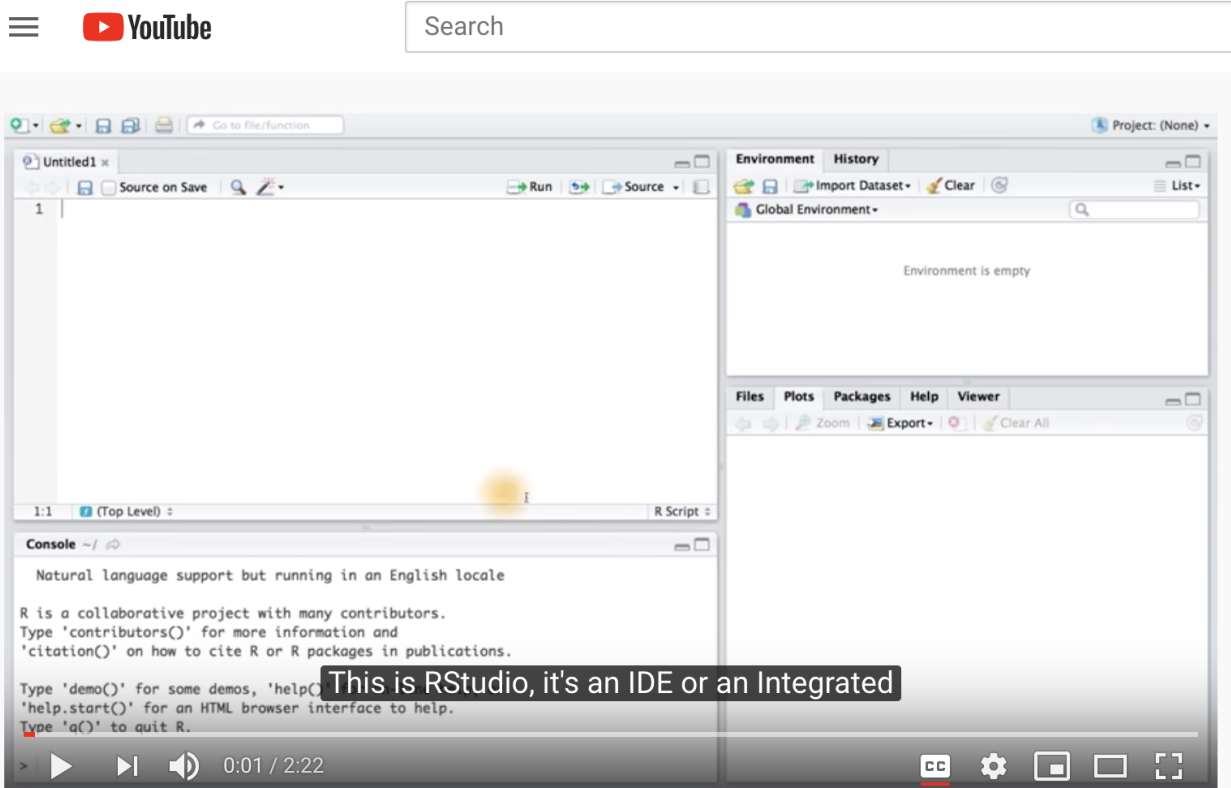 YouTube
Search
Go to file/function
Project: (None)
Untitled1
Source on Save
Run
Source
1
1:1
(Top Level)
R Script
Console ~/
Natural language support but running in an English locale
R is a collaborative project with many contributors.
Type 'contributors()' for more information and
'citation()' on how to cite R or R packages in publications.
Type 'demo()' for some demos, 'help()'
'help.start()' for an HTML browser interface to help.
Type 'q()' to quit R.
>
Environment
History
Import Dataset
Clear
List
Global Environment
Environment is empty
Files
Plots
Packages
Help
Viewer
Zoom
Export
Clear All
This is RStudio, it's an IDE or an Integrated
0:01 / 2:22
CC